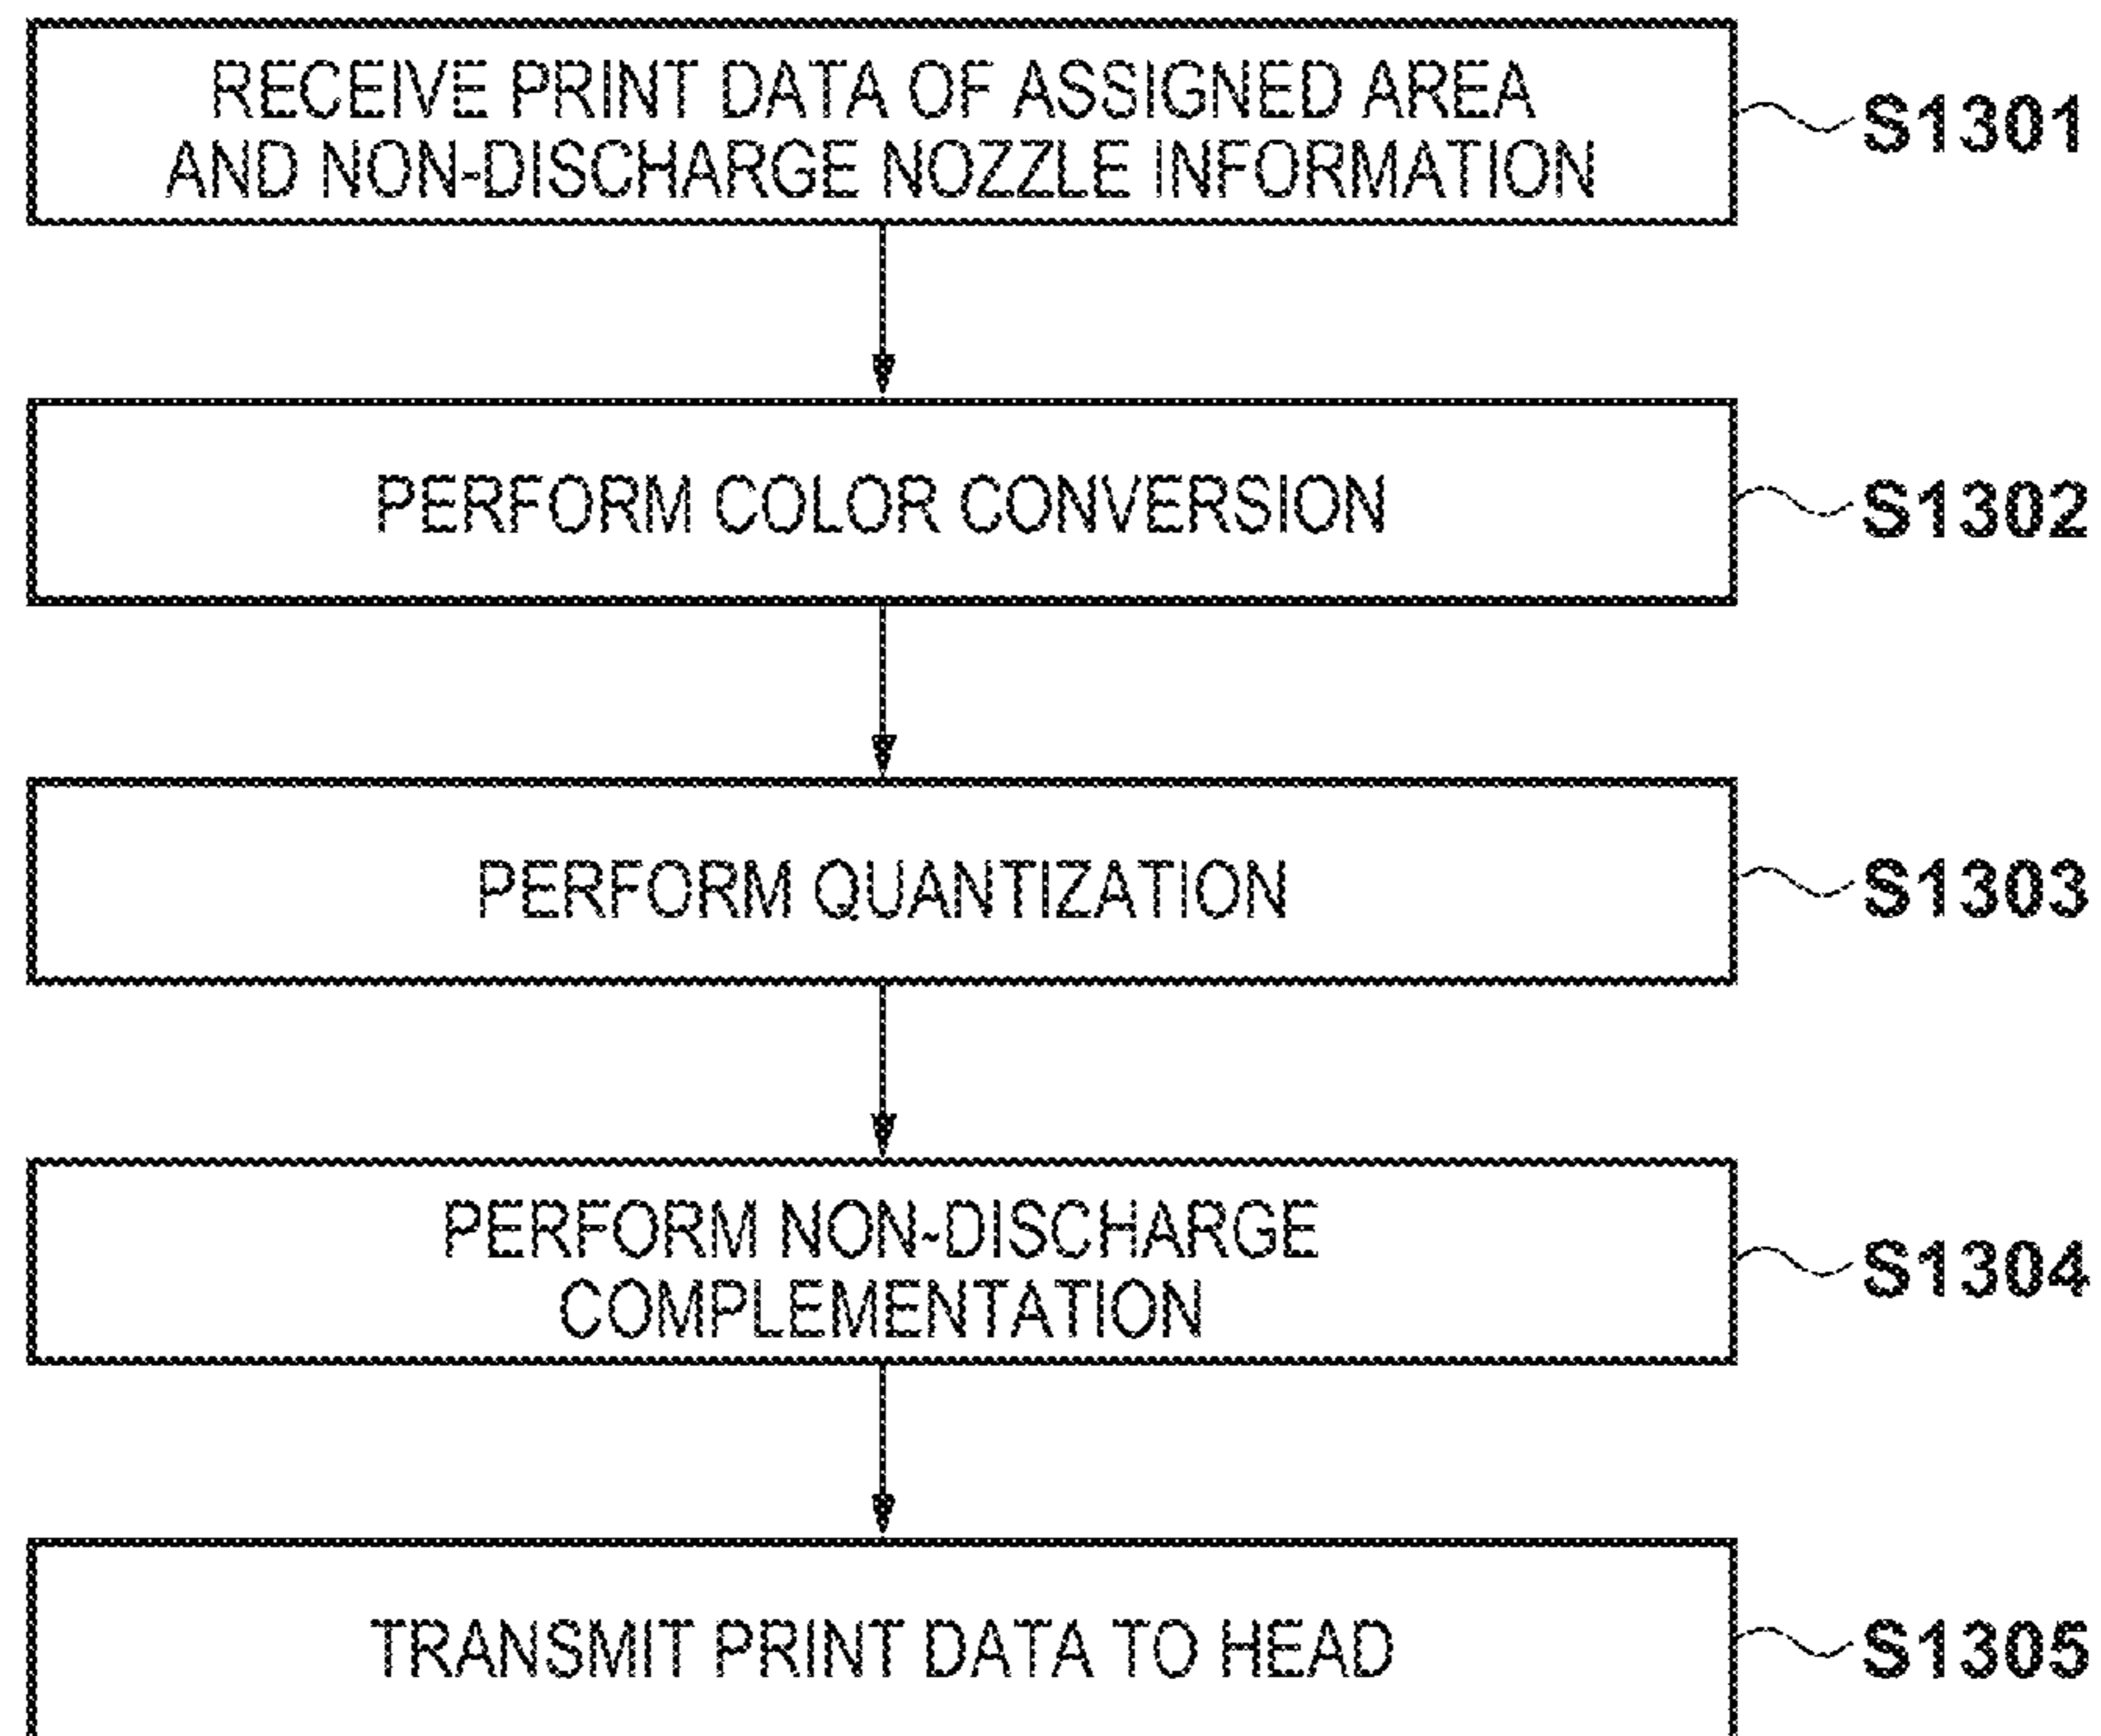 RECEIVE PRINT DATA OF ASSIGNED AREA
AND NON-DISCHARGE NOZZLE INFORMATION
S1301
PERFORM COLOR CONVERSION
S1302
PERFORM QUANTIZATION
S1303
PERFORM NON-DISCHARGE
COMPLEMENTATION
S1304
TRANSMIT PRINT DATA TO HEAD
S1305